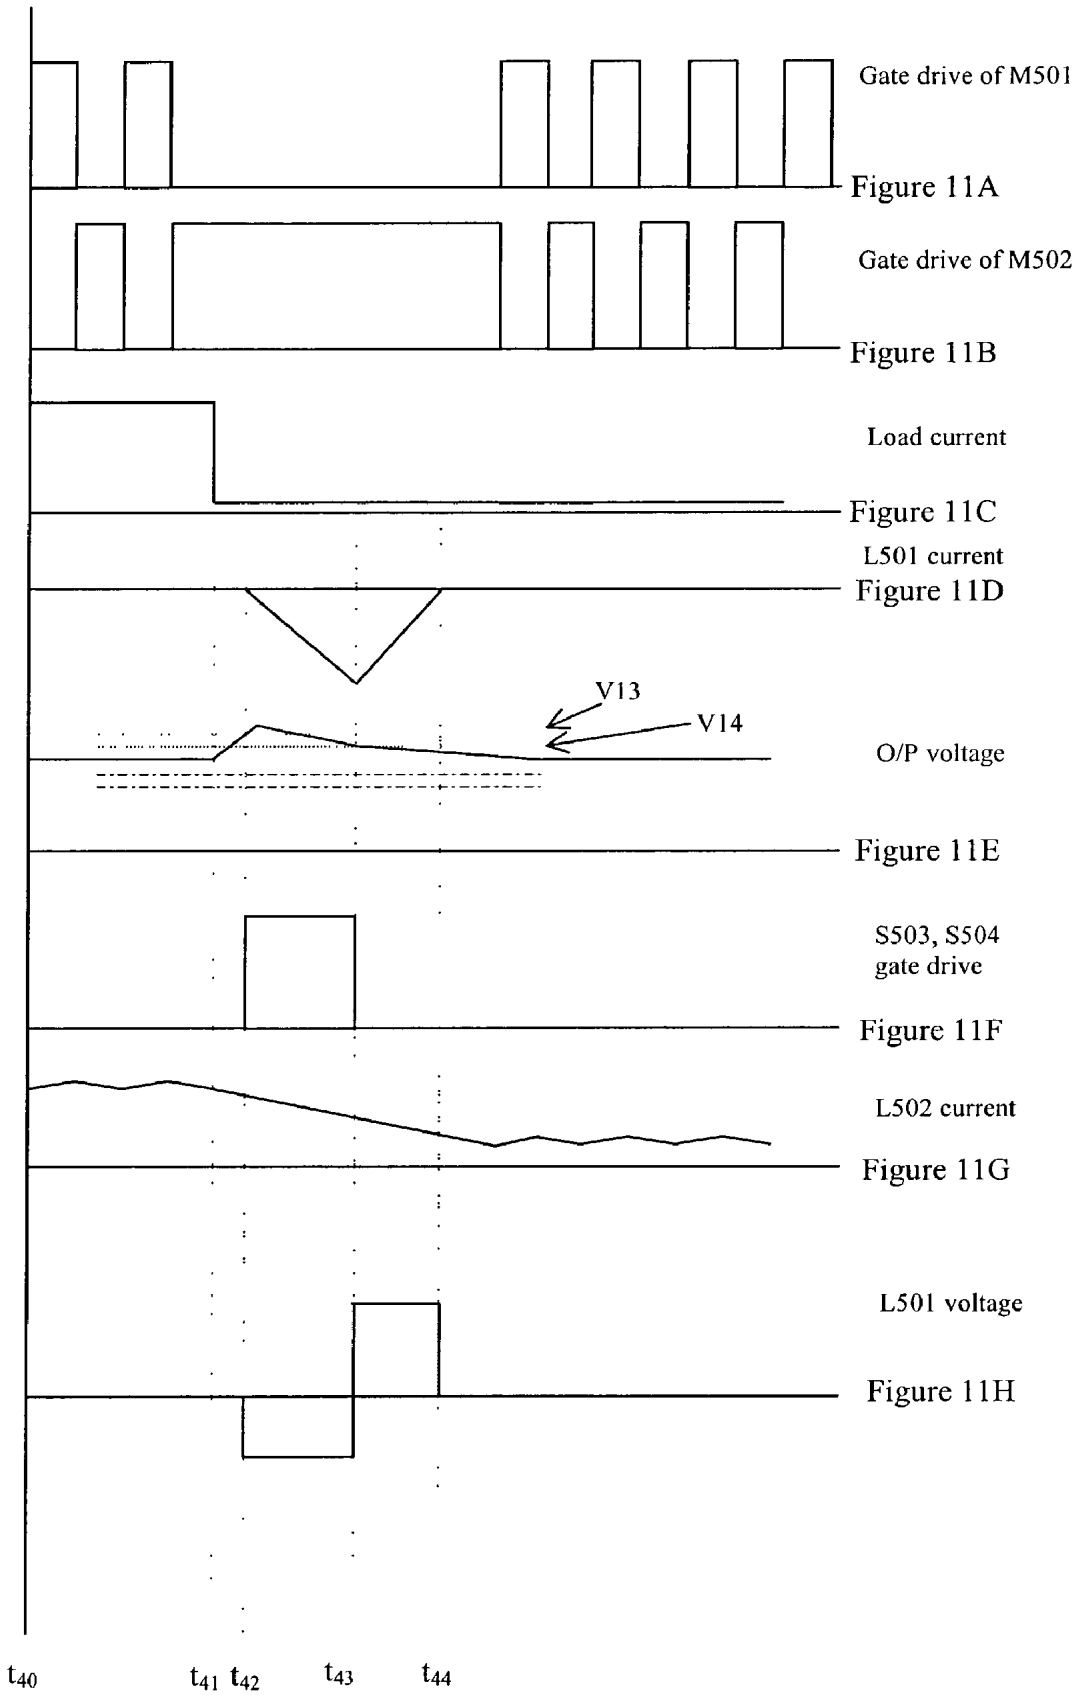 Gate drive of M501
Figure 11A
Gate drive of M502
Figure 11B
Load current
Figure 11C
L501 current
Figure 11D
V13
V14
O/P voltage
Figure 11E
S503, S504
gate drive
Figure 11F
L502 current
Figure 11G
L501 voltage
Figure 11H
t40 t41 t42 t43 t44